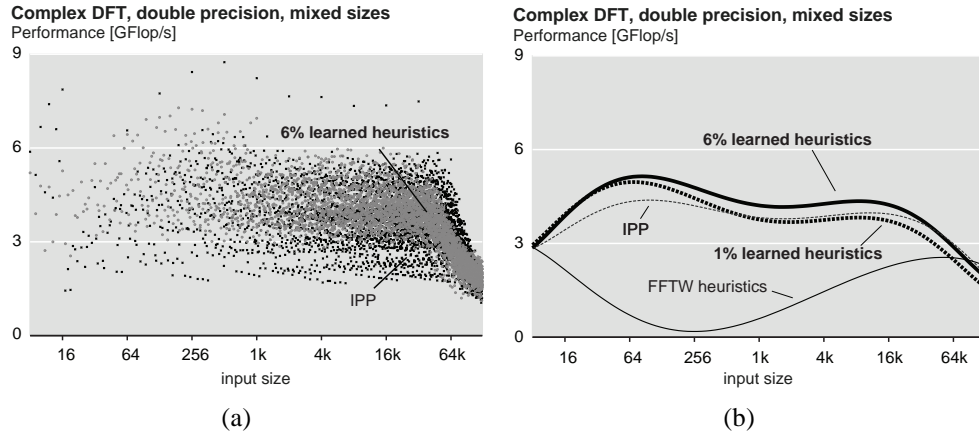 Complex DFT, double precision, mixed sizes
Performance [GFlop/s]
9
6
3
0
6% learned heuristics
IPP
16 64 256 1k 4k 16k 64k
input size
(a)
Complex DFT, double precision, mixed sizes
Performance [GFlop/s]
9
6
3
0
6% learned heuristics
IPP
1% learned heuristics
FFTW heuristics
16 64 256 1k 4k 16k 64k
input size
(b)